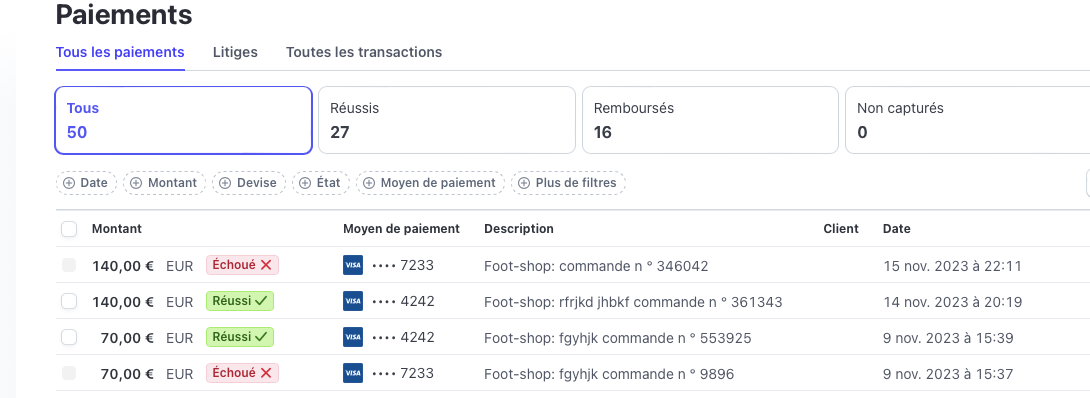 Paiements
Tous les paiements Litiges Toutes les transactions
Tous Réussis Remboursés Non capturés
50 27 16 0
Date Montant Devise État Moyen de paiement Plus de filtres
Montant Moyen de paiement Description Client Date
140,00 € EUR Échoué VISA •••• 7233 Foot-shop: commande n ° 346042 15 nov. 2023 à 22:11
140,00 € EUR Réussi VISA •••• 4242 Foot-shop: rfrjkd jhbkf commande n ° 361343 14 nov. 2023 à 20:19
70,00 € EUR Réussi VISA •••• 4242 Foot-shop: fgyhjk commande n ° 553925 9 nov. 2023 à 15:39
70,00 € EUR Échoué VISA •••• 7233 Foot-shop: fgyhjk commande n ° 9896 9 nov. 2023 à 15:37